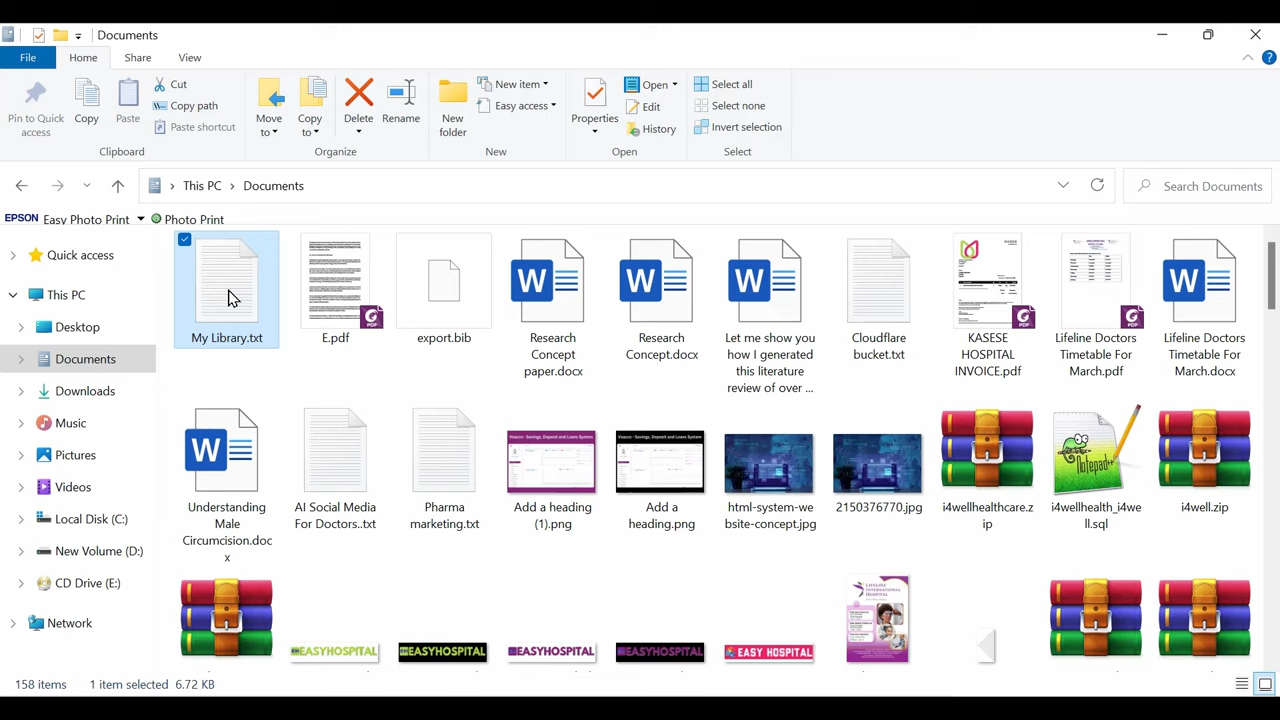 Documents
File Home Share View
Pin to Quick access
Copy
Paste
Cut
Copy path
Paste shortcut
Clipboard
Move to
Copy to
Delete
Rename
Organize
New folder
New item
Easy access
New
Properties
Open
Edit
History
Open
Select all
Select none
Invert selection
Select
This PC > Documents
Search Documents
EPSON Easy Photo Print Photo Print
Quick access
This PC
Desktop
Documents
Downloads
Music
Pictures
Videos
Local Disk (C:)
New Volume (D:)
CD Drive (E:)
Network
My Library.txt
E.pdf
export.bib
Research
Concept
paper.docx
Research
Concept.docx
Let me show you
how I generated
this literature
review of over ...
Cloudflare
bucket.txt
KASESE
HOSPITAL
INVOICE.pdf
Lifeline Doctors
Timetable For
March.pdf
Lifeline Doctors
Timetable For
March.docx
Understanding
Male
Circumcision.doc
x
AI Social Media
For Doctors..txt
Pharma
marketing.txt
Add a heading
(1).png
Add a
heading.png
html-system-we
bsite-concept.jpg
2150376770.jpg
i4wellhealthcare.z
ip
i4wellhealth_i4we
ll.sql
i4well.zip
EASYHOSPITAL
EASYHOSPITAL
EASYHOSPITAL
EASYHOSPITAL
EASY HOSPITAL
LIFELINE
INTERNATIONAL
HOSPITAL
158 items 1 item selected 6.72 KB